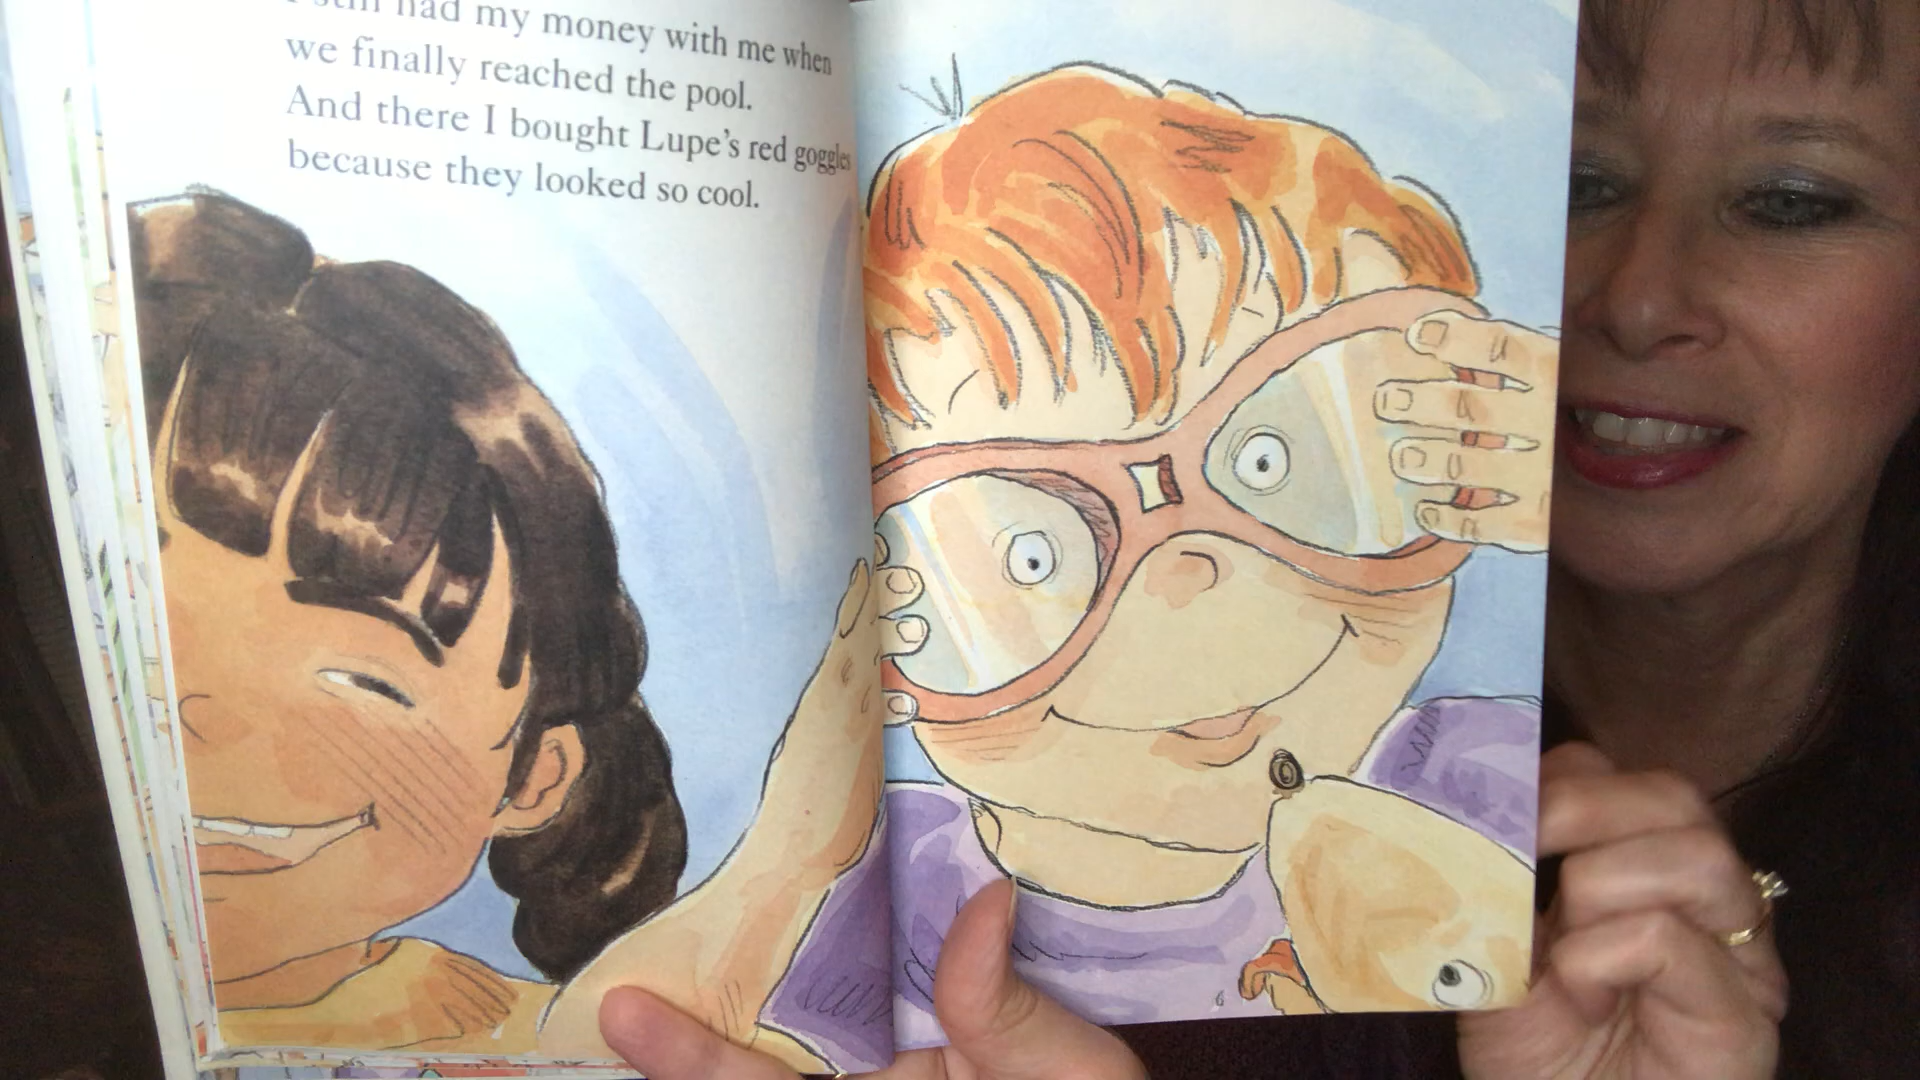 I still had my money with me when
we finally reached the pool.
And there I bought Lupe's red goggles
because they looked so cool.